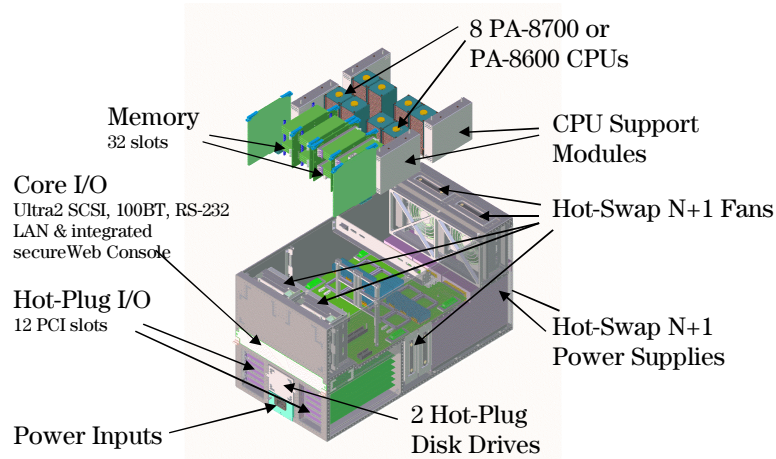 8 PA-8700 or
PA-8600 CPUs
Memory
32 slots
CPU Support
Modules
Core I/O
Ultra2 SCSI, 100BT, RS-232
LAN & integrated
secureWeb Console
Hot-Swap N+1 Fans
Hot-Plug I/O
12 PCI slots
Hot-Swap N+1
Power Supplies
2 Hot-Plug
Disk Drives
Power Inputs